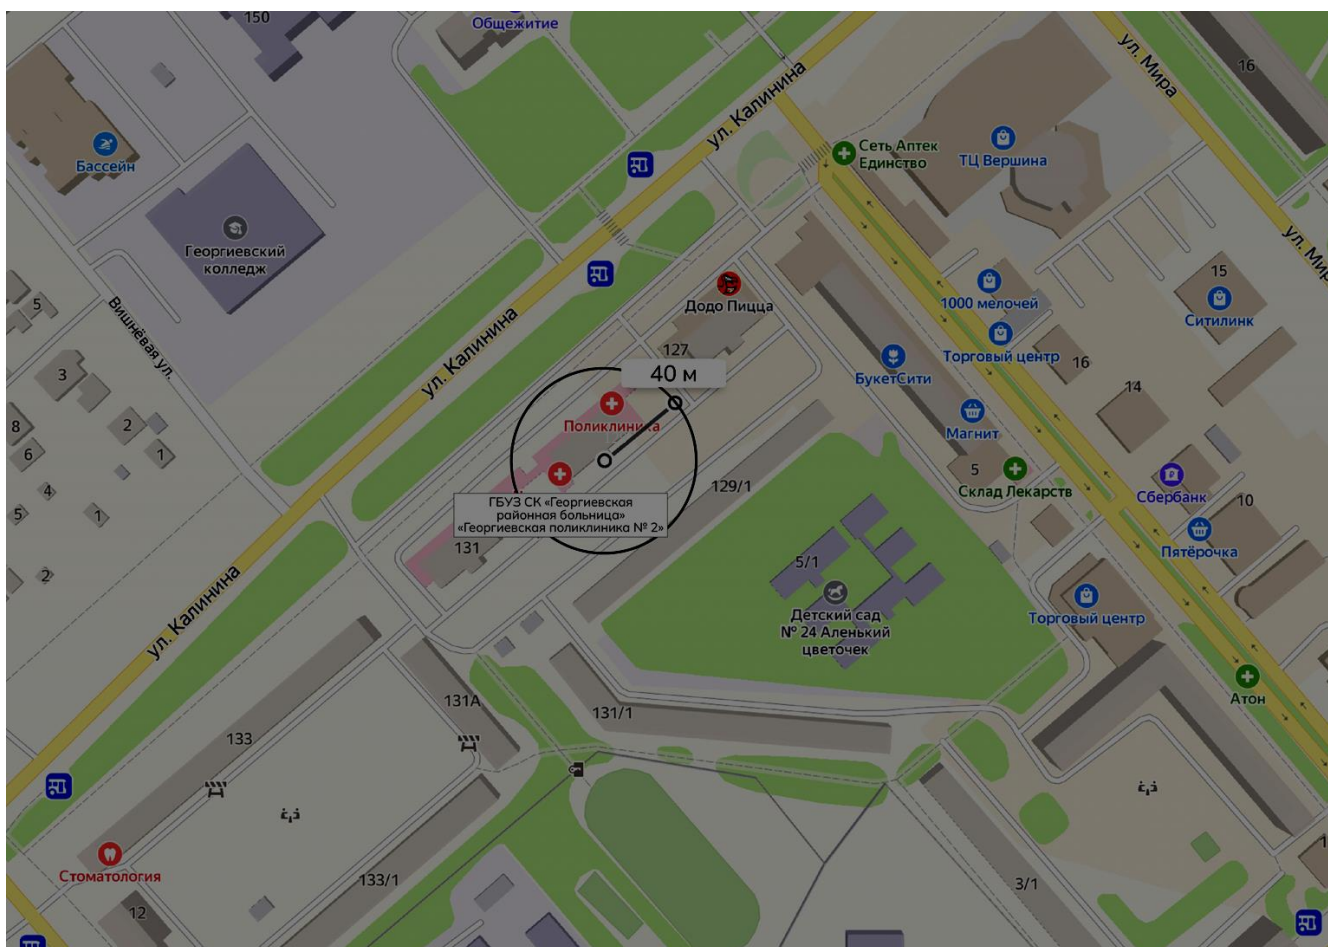 150
Общежитие
ул. Мира
16
ул. Калинина
Сеть Аптек
Единство
ТЦ Вершина
Бассейн
Георгиевский
колледж
ул. Мир
15
Ситилинк
5
Вишнёвая ул.
Додо Пицца
1000 мелочей
Торговый центр
ул. Калинина
127
40 м
БукетСити
16
14
3
Поликлиника
Магнит
8
2
6
1
5
Склад Лекарств
Сбербанк
10
4
5
1
129/1
ГБУЗ СК «Георгиевская
районная больница»
«Георгиевская поликлиника № 2»
Пятёрочка
131
5/1
2
ул. Калинина
Детский сад
№ 24 Аленький
цветочек
Торговый центр
131А
131/1
Атон
133
Стоматология
133/1
3/1
12
1